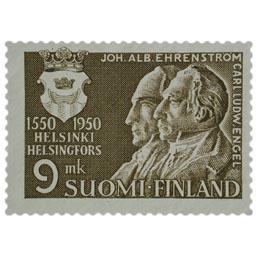 JOH. ALB. EHRENSTRÖM
CARL LUDW. ENGEL
1550 1950
HELSINKI
HELSINGFORS
9 mk
SUOMI·FINLAND